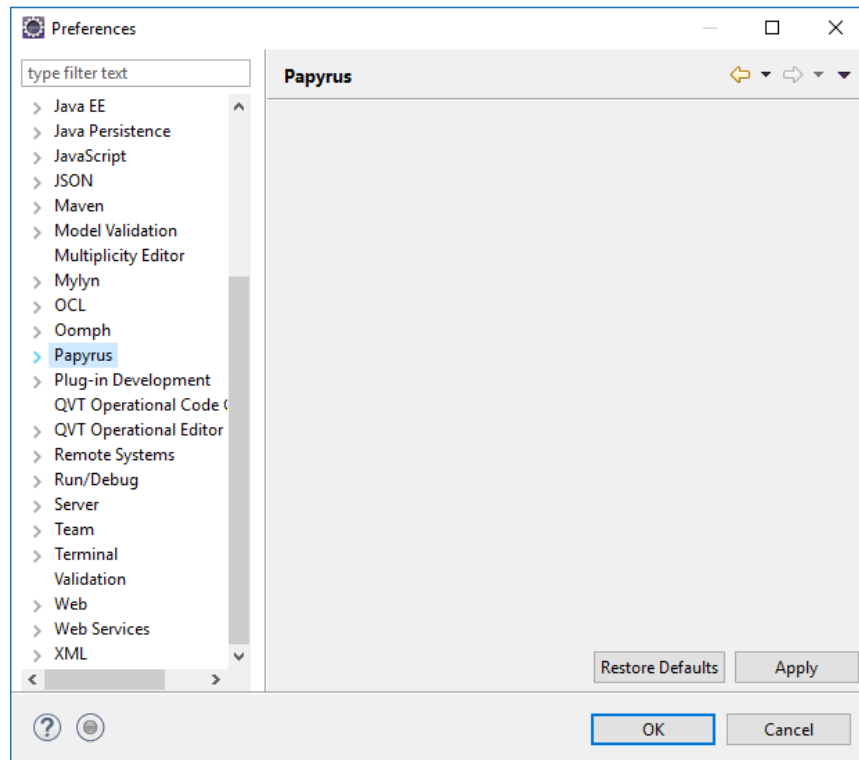 Preferences
type filter text
Papyrus
Java EE
Java Persistence
JavaScript
JSON
Maven
Model Validation
Multiplicity Editor
Mylyn
OCL
Oomph
Papyrus
Plug-in Development
QVT Operational Code
QVT Operational Editor
Remote Systems
Run/Debug
Server
Team
Terminal
Validation
Web
Web Services
XML
Restore Defaults
Apply
OK
Cancel